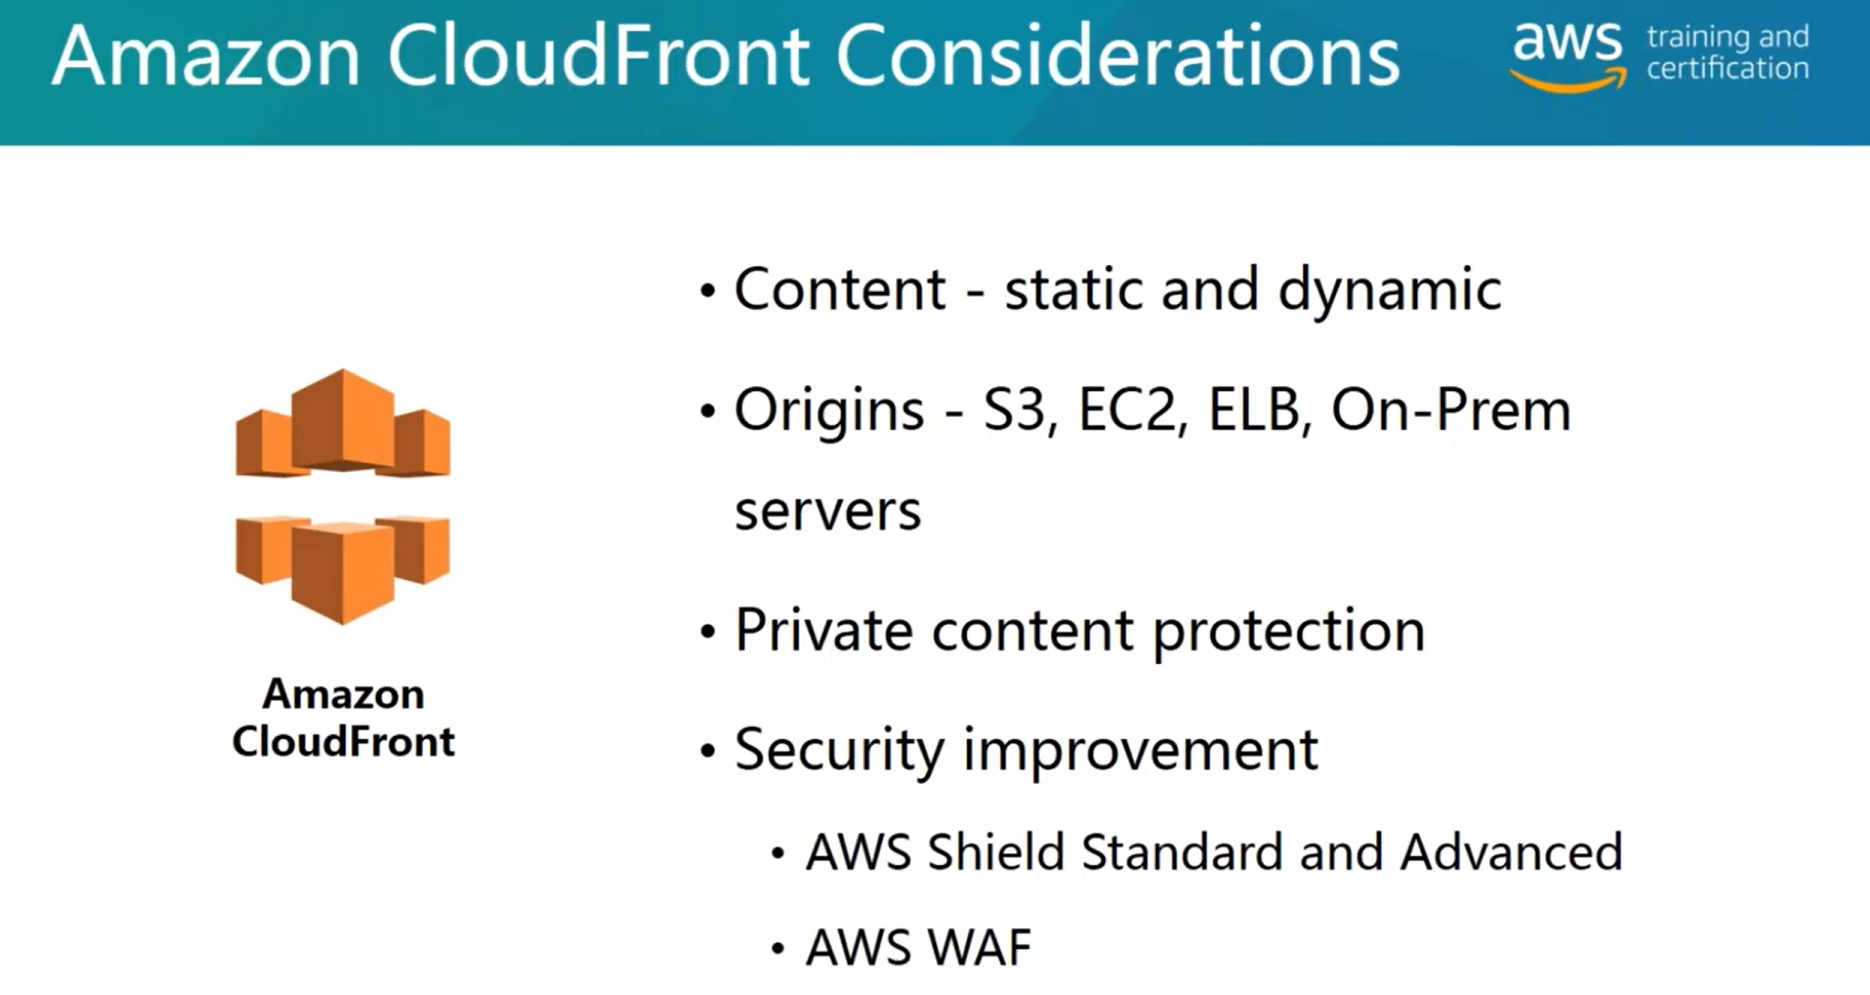 Amazon CloudFront Considerations
aws training and
certification
• Content - static and dynamic
• Origins - S3, EC2, ELB, On-Prem
servers
• Private content protection
• Security improvement
• AWS Shield Standard and Advanced
• AWS WAF
Amazon
CloudFront